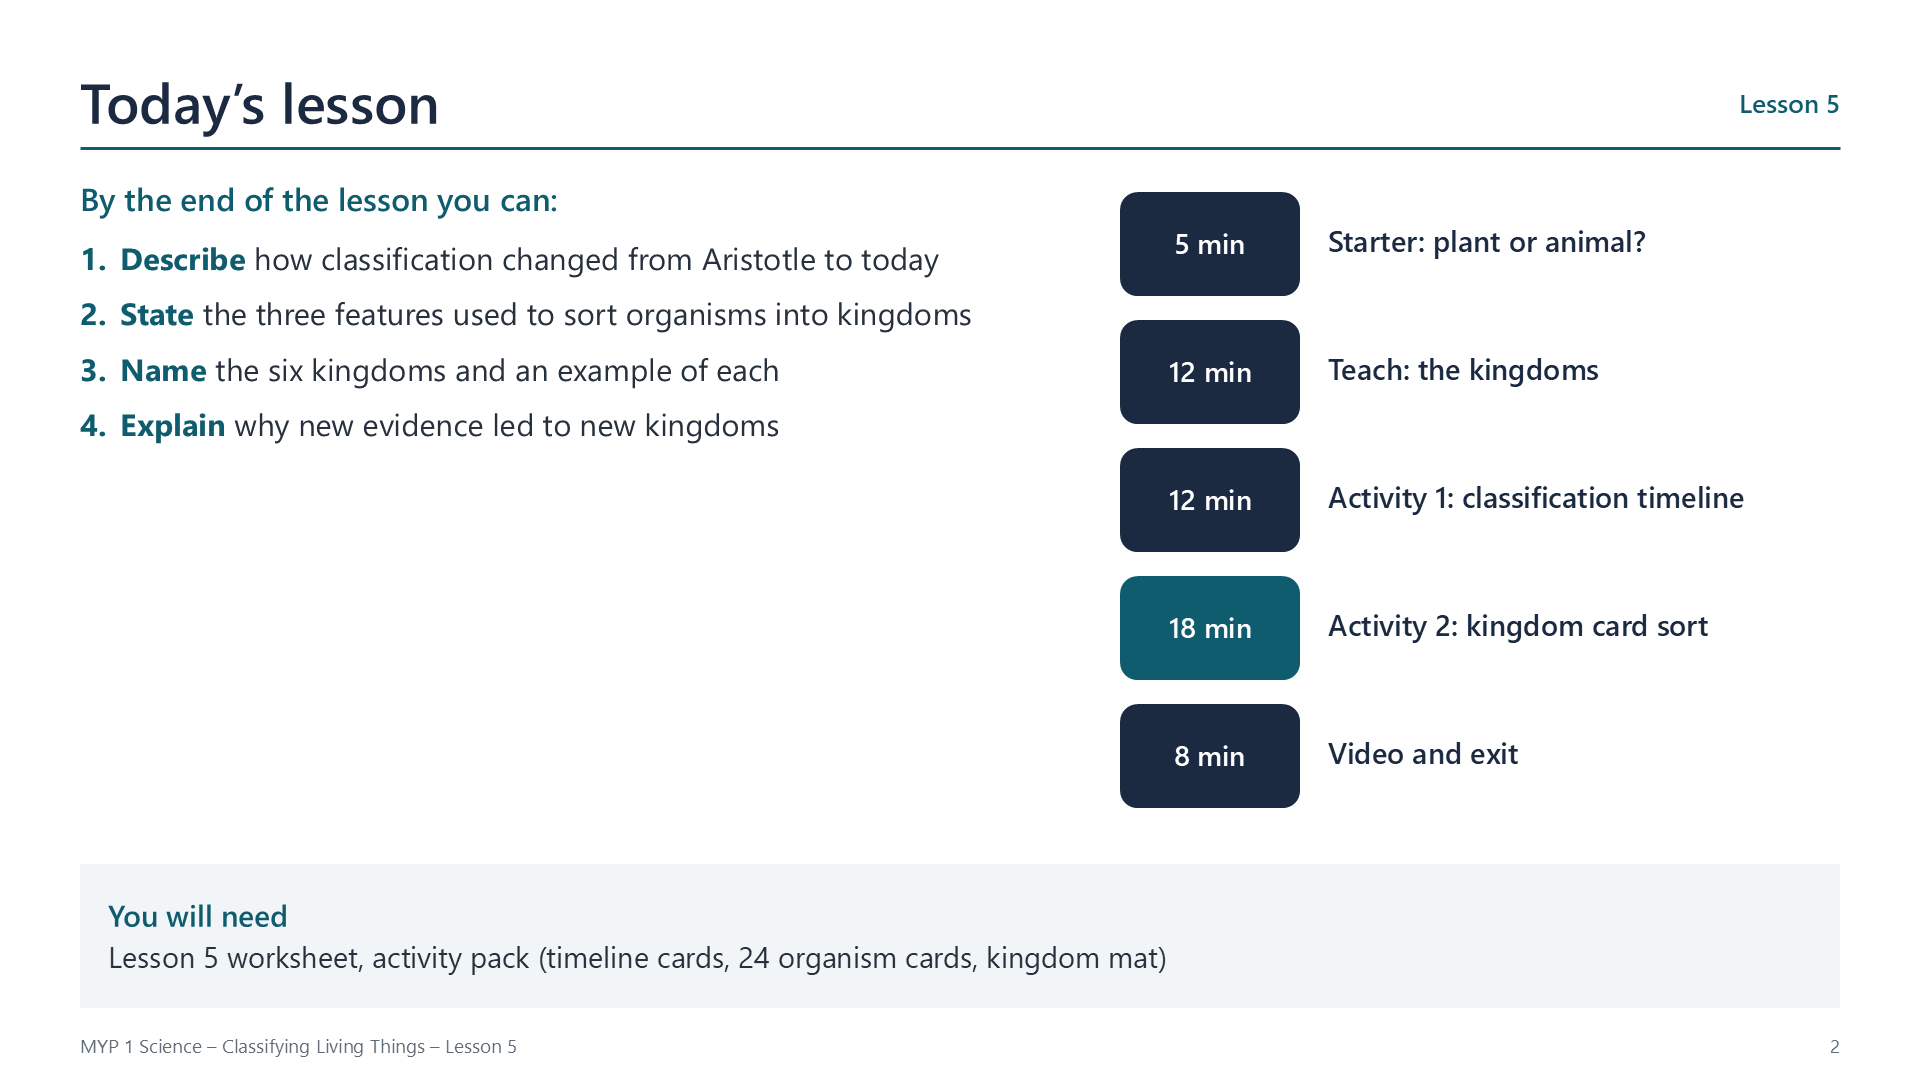 Today’s lesson
Lesson 5
By the end of the lesson you can:
1. Describe how classification changed from Aristotle to today
2. State the three features used to sort organisms into kingdoms
3. Name the six kingdoms and an example of each
4. Explain why new evidence led to new kingdoms
5 min
Starter: plant or animal?
12 min
Teach: the kingdoms
12 min
Activity 1: classification timeline
18 min
Activity 2: kingdom card sort
8 min
Video and exit
You will need
Lesson 5 worksheet, activity pack (timeline cards, 24 organism cards, kingdom mat)
MYP 1 Science – Classifying Living Things – Lesson 5
2